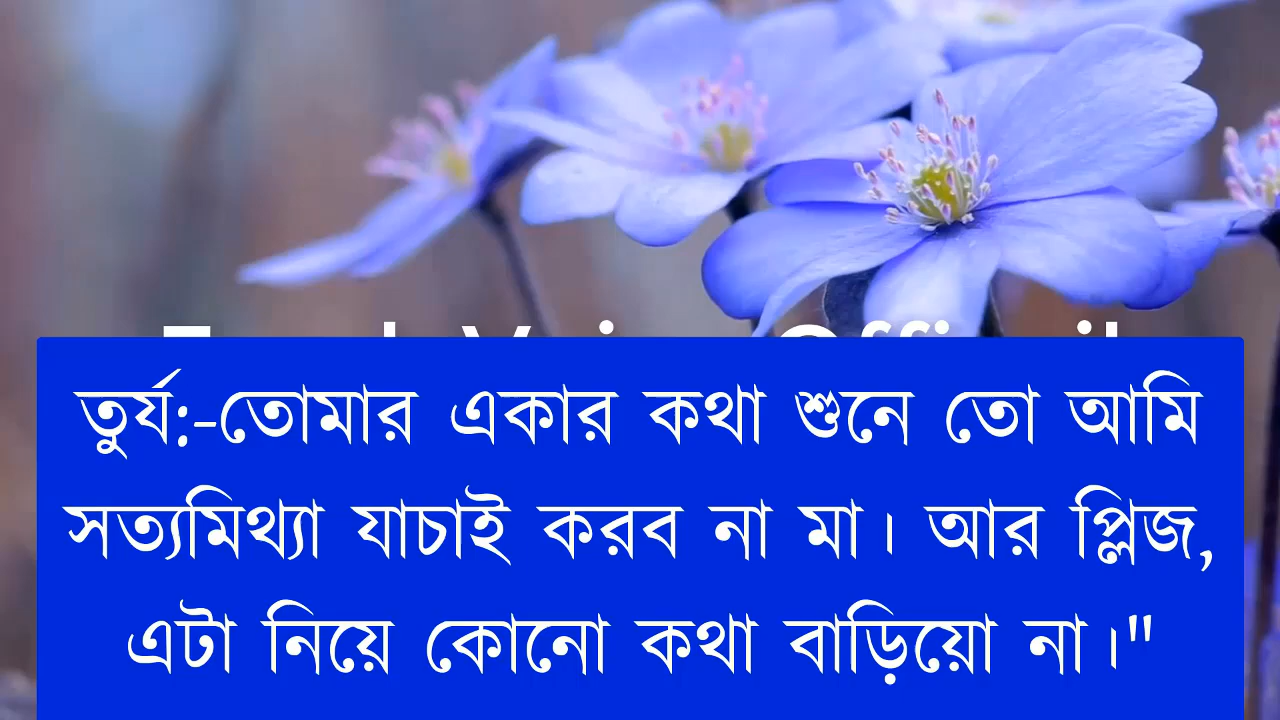 তুর্য:-তোমার একার কথা শুনে তো আমি
সত্যমিথ্যা যাচাই করব না মা। আর প্লিজ,
এটা নিয়ে কোনো কথা বাড়িয়ো না।"